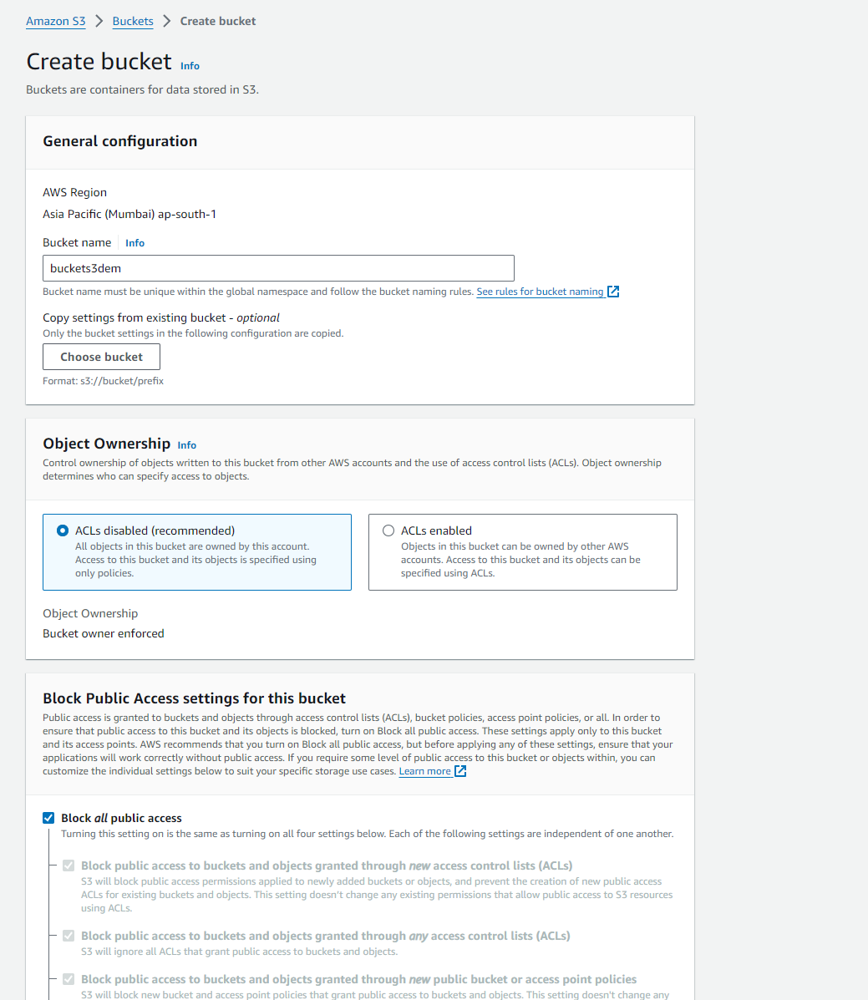 Amazon S3 > Buckets > Create bucket
Create bucket Info
Buckets are containers for data stored in S3.
General configuration
AWS Region
Asia Pacific (Mumbai) ap-south-1
Bucket name Info
buckets3dem
Bucket name must be unique within the global namespace and follow the bucket naming rules. See rules for bucket naming
Copy settings from existing bucket - optional
Only the bucket settings in the following configuration are copied.
Choose bucket
Format: s3://bucket/prefix
Object Ownership Info
Control ownership of objects written to this bucket from other AWS accounts and the use of access control lists (ACLs). Object ownership
determines who can specify access to objects.
ACLs disabled (recommended)
All objects in this bucket are owned by this account.
Access to this bucket and its objects is specified using
only policies.
ACLs enabled
Objects in this bucket can be owned by other AWS
accounts. Access to this bucket and its objects can be
specified using ACLs.
Object Ownership
Bucket owner enforced
Block Public Access settings for this bucket
Public access is granted to buckets and objects through access control lists (ACLs), bucket policies, access point policies, or all. In order to
ensure that public access to this bucket and its objects is blocked, turn on Block all public access. These settings apply only to this bucket
and its access points. AWS recommends that you turn on Block all public access, but before applying any of these settings, ensure that your
applications will work correctly without public access. If you require some level of public access to this bucket or objects within, you can
customize the individual settings below to suit your specific storage use cases. Learn more
Block all public access
Turning this setting on is the same as turning on all four settings below. Each of the following settings are independent of one another.
Block public access to buckets and objects granted through new access control lists (ACLs)
S3 will block public access permissions applied to newly added buckets or objects, and prevent the creation of new public access
ACLs for existing buckets and objects. This setting doesn't change any existing permissions that allow public access to S3 resources
using ACLs.
Block public access to buckets and objects granted through any access control lists (ACLs)
S3 will ignore all ACLs that grant public access to buckets and objects.
Block public access to buckets and objects granted through new public bucket or access point policies
S3 will block new bucket and access point policies that grant public access to buckets and objects. This setting doesn't change any